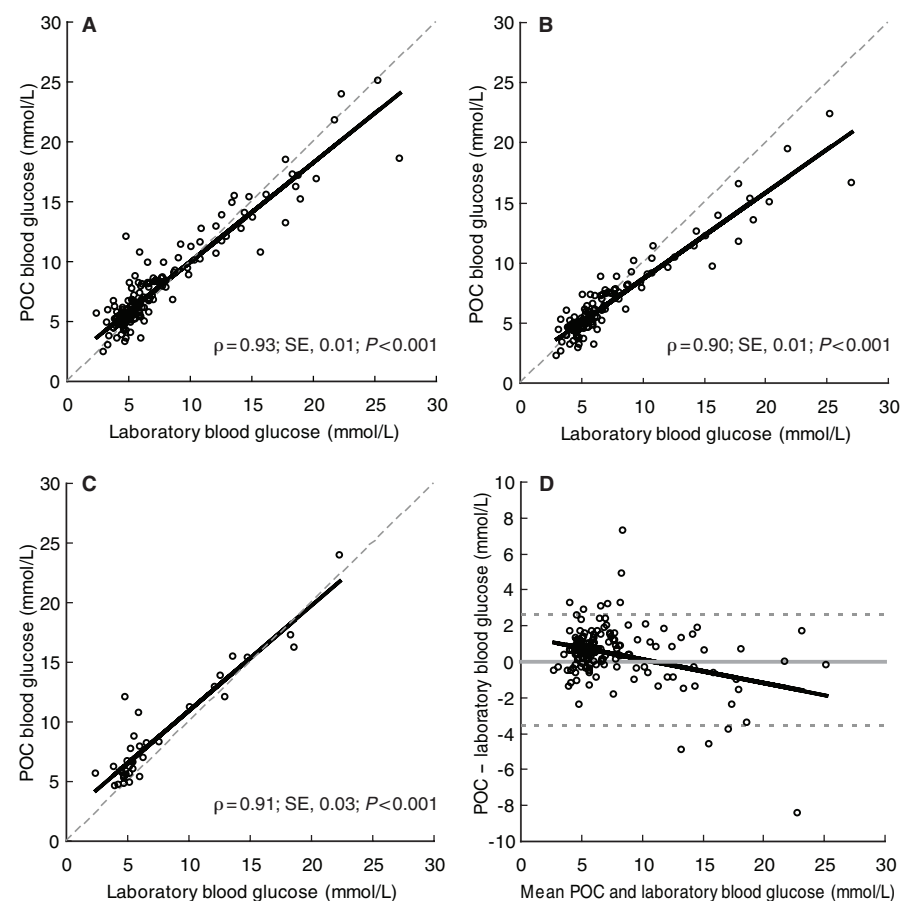 A
30
25
20
15
10
5
0
POC blood glucose (mmol/L)
ρ=0.93; SE, 0.01; P<0.001
0 5 10 15 20 25 30
Laboratory blood glucose (mmol/L)
B
30
25
20
15
10
5
0
POC blood glucose (mmol/L)
ρ=0.90; SE, 0.01; P<0.001
0 5 10 15 20 25 30
Laboratory blood glucose (mmol/L)
C
30
25
20
15
10
5
0
POC blood glucose (mmol/L)
ρ=0.91; SE, 0.03; P<0.001
0 5 10 15 20 25 30
Laboratory blood glucose (mmol/L)
D
10
8
6
4
2
0
-2
-4
-6
-8
-10
POC − laboratory blood glucose (mmol/L)
0 5 10 15 20 25 30
Mean POC and laboratory blood glucose (mmol/L)